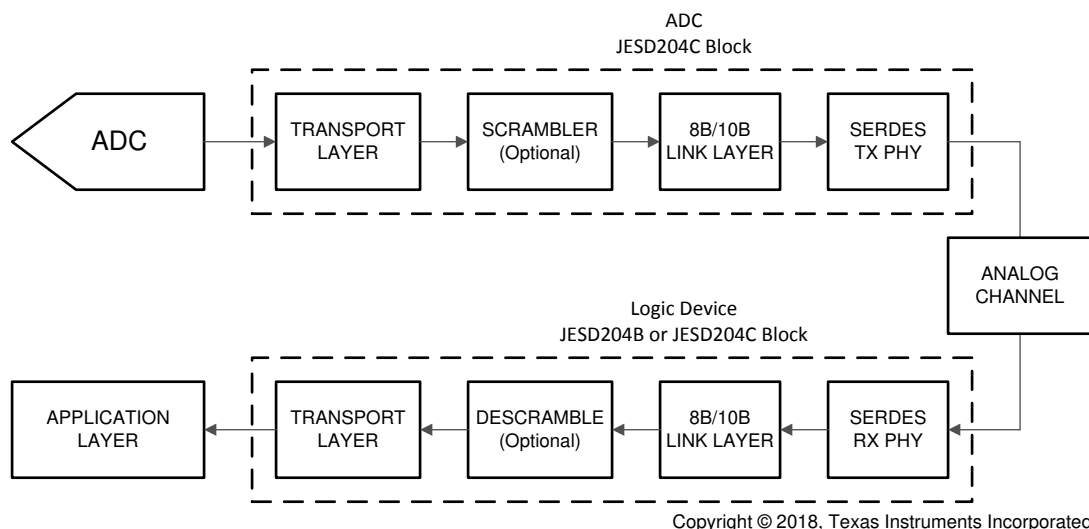 ADC
JESD204C Block
ADC
TRANSPORT
LAYER
SCRAMBLER
(Optional)
8B/10B
LINK LAYER
SERDES
TX PHY
ANALOG
CHANNEL
Logic Device
JESD204B or JESD204C Block
APPLICATION
LAYER
TRANSPORT
LAYER
DESCRAMBLE
(Optional)
8B/10B
LINK LAYER
SERDES
RX PHY
Copyright © 2018, Texas Instruments Incorporated